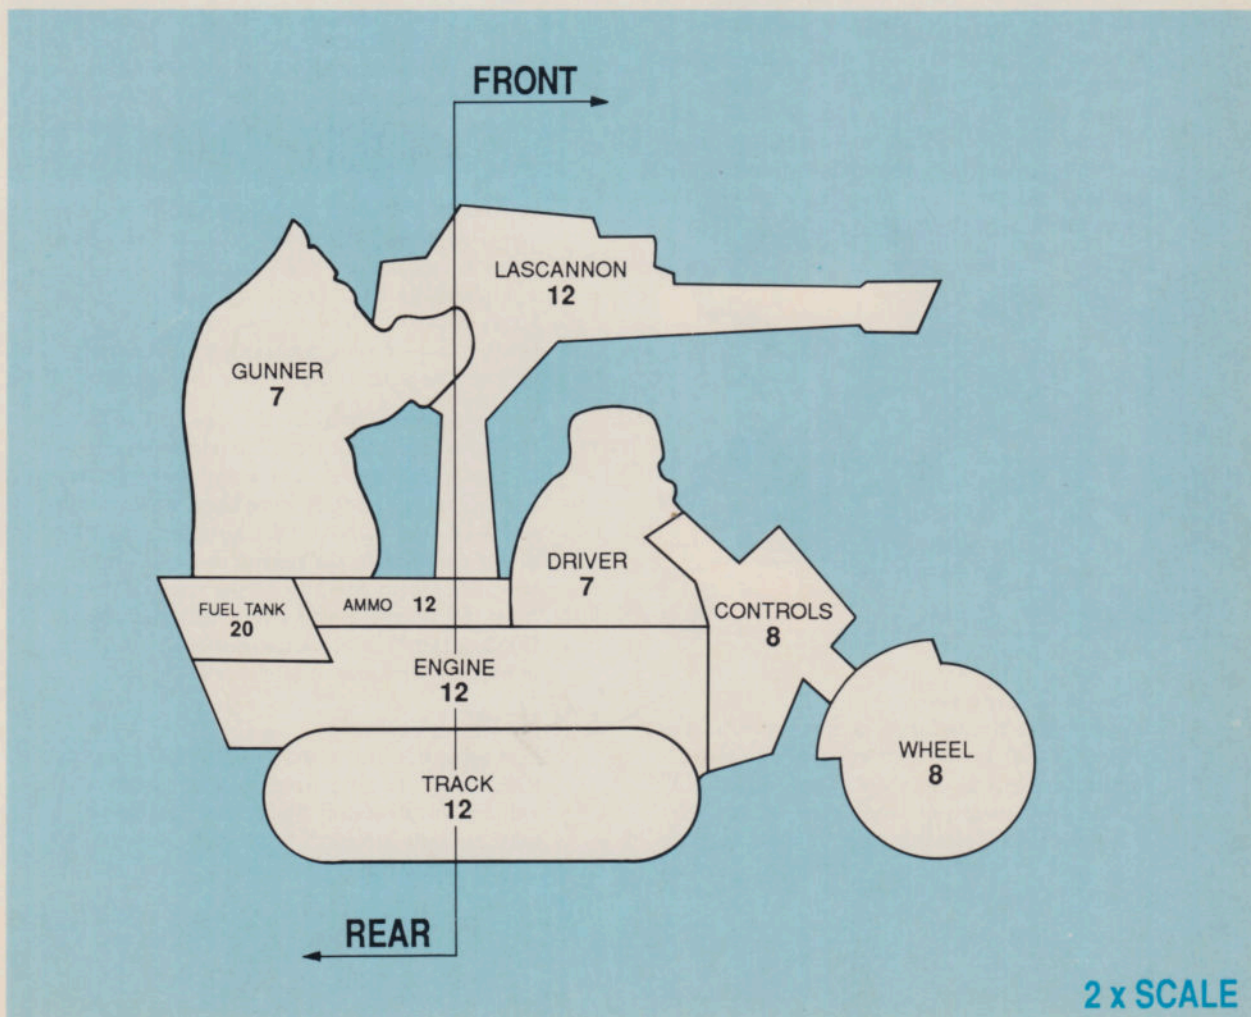 FRONT
LASCANNON
12
GUNNER
7
DRIVER
7
FUEL TANK
20
AMMO 12
CONTROLS
8
ENGINE
12
WHEEL
8
TRACK
12
REAR
2 x SCALE